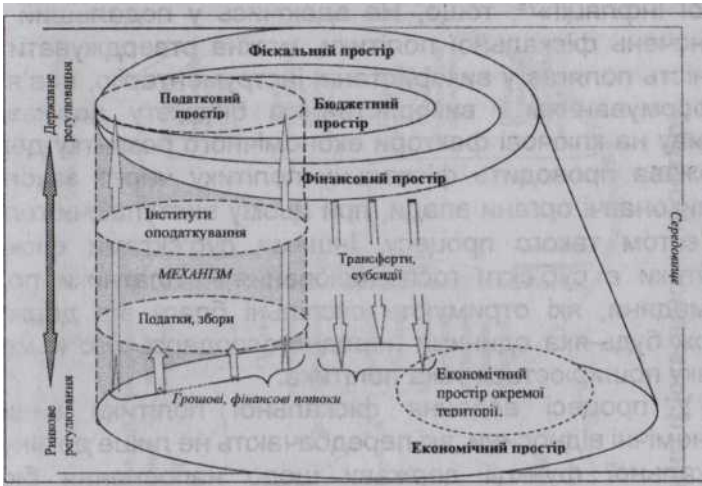 Фіскальний простір
Податковий
простір
Бюджетний
простір
Фінансовий простір
Інститути
оподаткування
МЕХАНІЗМ
Трансферти,
субсидії
Податки, збори
Грошові, фінансові потоки
Економічний
простір окремої
території.
Економічний простір
Державне
регулювання
Ринкове
регулювання
Середовище